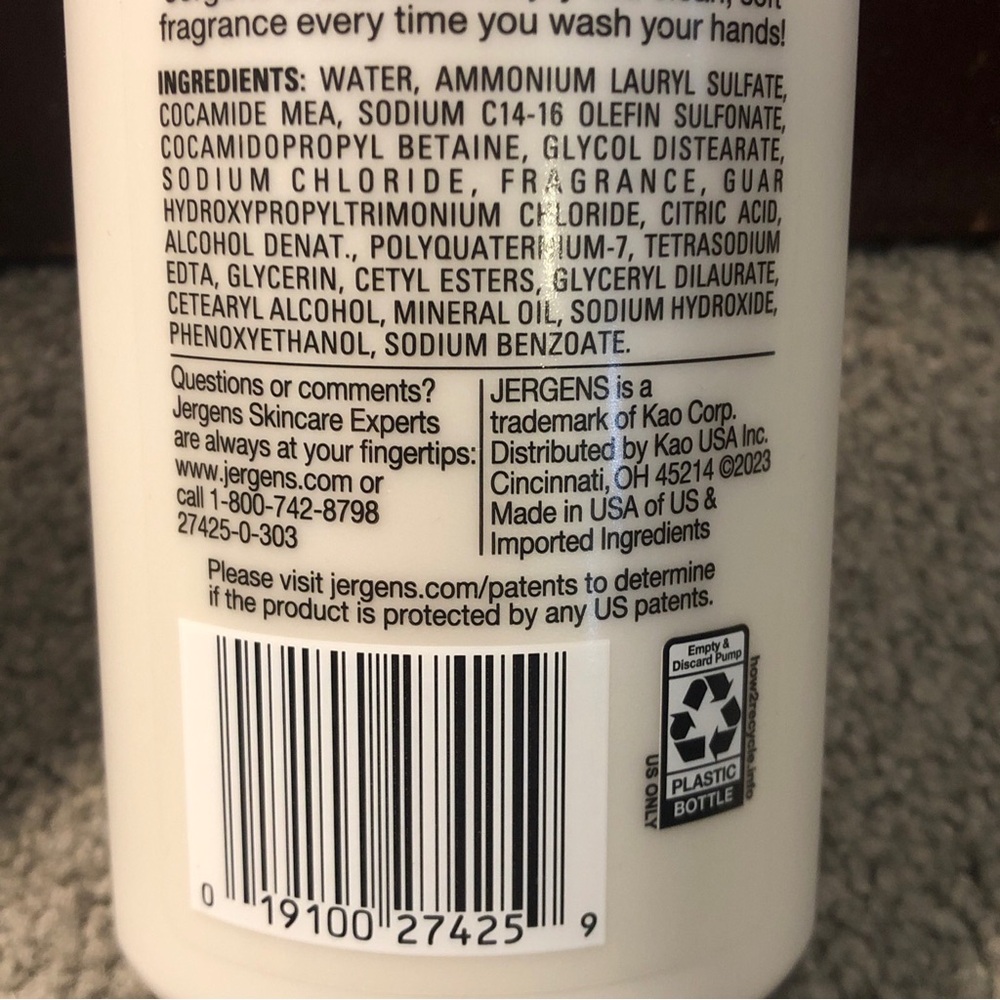 fragrance every time you wash your hands!
INGREDIENTS: WATER, AMMONIUM LAURYL SULFATE,
COCAMIDE MEA, SODIUM C14-16 OLEFIN SULFONATE,
COCAMIDOPROPYL BETAINE, GLYCOL DISTEARATE,
SODIUM CHLORIDE, FRAGRANCE, GUAR
HYDROXYPROPYLTRIMONIUM CHLORIDE, CITRIC ACID,
ALCOHOL DENAT., POLYQUATERNIUM-7, TETRASODIUM
EDTA, GLYCERIN, CETYL ESTERS, GLYCERYL DILAURATE,
CETEARYL ALCOHOL, MINERAL OIL, SODIUM HYDROXIDE,
PHENOXYETHANOL, SODIUM BENZOATE.
Questions or comments?
Jergens Skincare Experts
are always at your fingertips:
www.jergens.com or
call 1-800-742-8798
27425-0-303
JERGENS is a
trademark of Kao Corp.
Distributed by Kao USA Inc.
Cincinnati, OH 45214 ©2023
Made in USA of US &
Imported Ingredients
Please visit jergens.com/patents to determine
if the product is protected by any US patents.
Empty &
Discard Pump
PLASTIC
BOTTLE
US ONLY
how2recycle.info
0 19100 27425 9